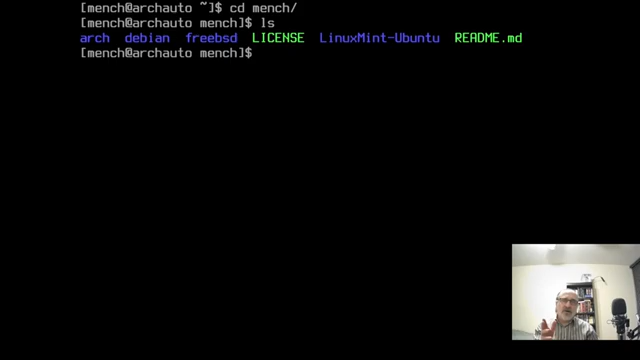 [mench@archauto ~]$ cd mench/
[mench@archauto mench]$ ls
arch debian freebsd LICENSE LinuxMint-Ubuntu README.md
[mench@archauto mench]$